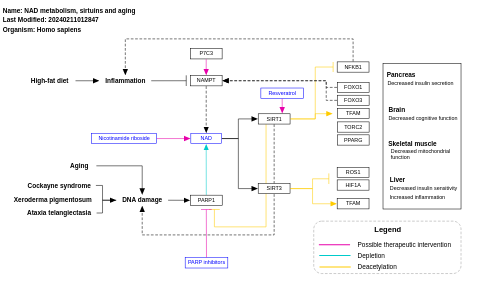 Name: NAD metabolism, sirtuins and aging
Last Modified: 20240211012847
Organism: Homo sapiens
PTC3
NFKB1
High-fat diet
Inflammation
NAMPT
FOXO1
FOXO3
Resveratrol
TFAM
SIRT1
TORC2
Nicotinamide riboside
NAD
PPARG
Pancreas
Decreased insulin secretion
Brain
Decreased cognitive function
Skeletal muscle
Decreased mitochondrial
function
Liver
Decreased insulin sensitivity
Increased inflammation
Aging
ROS1
HIF1A
Cockayne syndrome
SIRT3
Xeroderma pigmentosum
DNA damage
PARP1
TFAM
Ataxia telangiectasia
PARP inhibitors
Legend
Possible therapeutic intervention
Depletion
Deacetylation